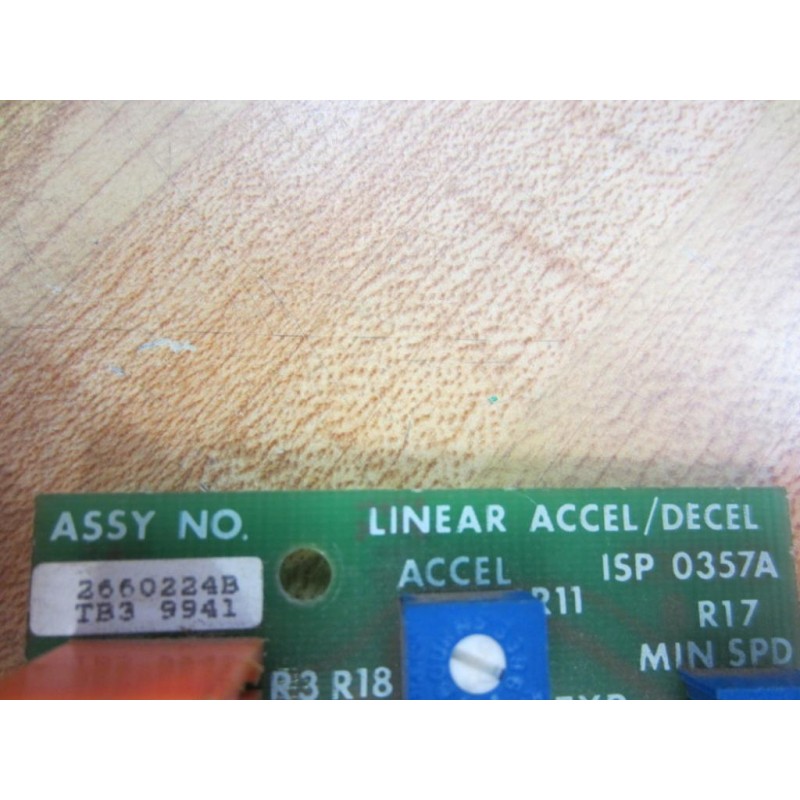 ASSY NO. LINEAR ACCEL/DECEL
2660224B
TB3 9941
ACCEL ISP 0357A
R11 R17
MIN SPD
R3 R18